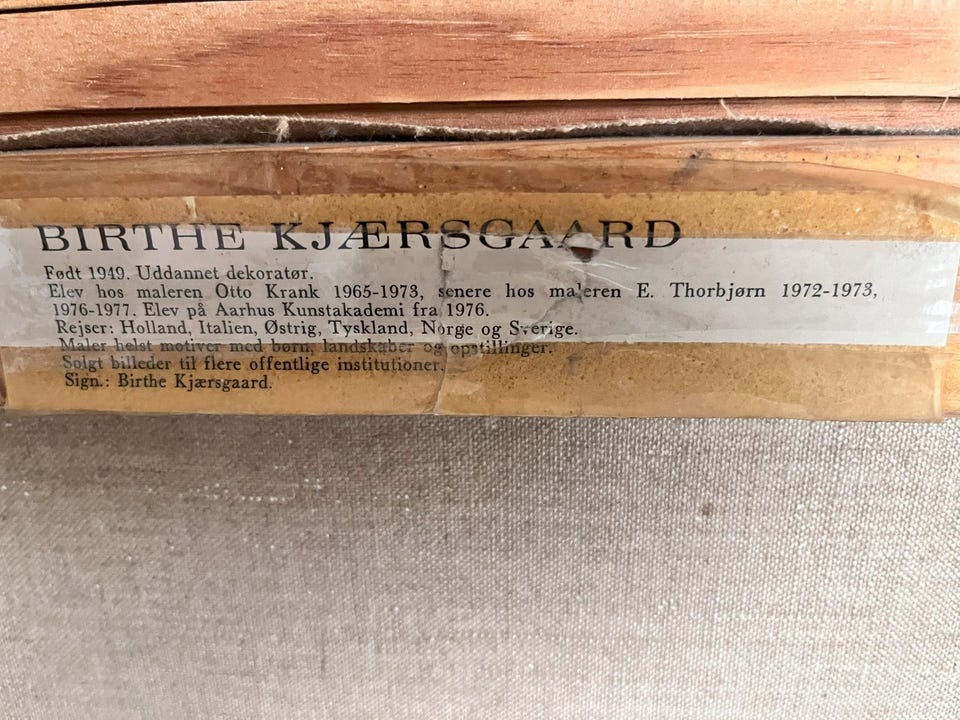 BIRTHE KJÆRSGAARD
Født 1949. Uddannet dekoratør.
Elev hos maleren Otto Krank 1965-1973, senere hos maleren E. Thorbjørn 1972-1973,
1976-1977. Elev på Aarhus Kunstakademi fra 1976.
Rejser: Holland, Italien, Østrig, Tyskland, Norge og Sverige.
Maler helst motiver med børn, landskaber og opstillinger.
Solgt billeder til flere offentlige institutioner.
Sign.: Birthe Kjærsgaard.